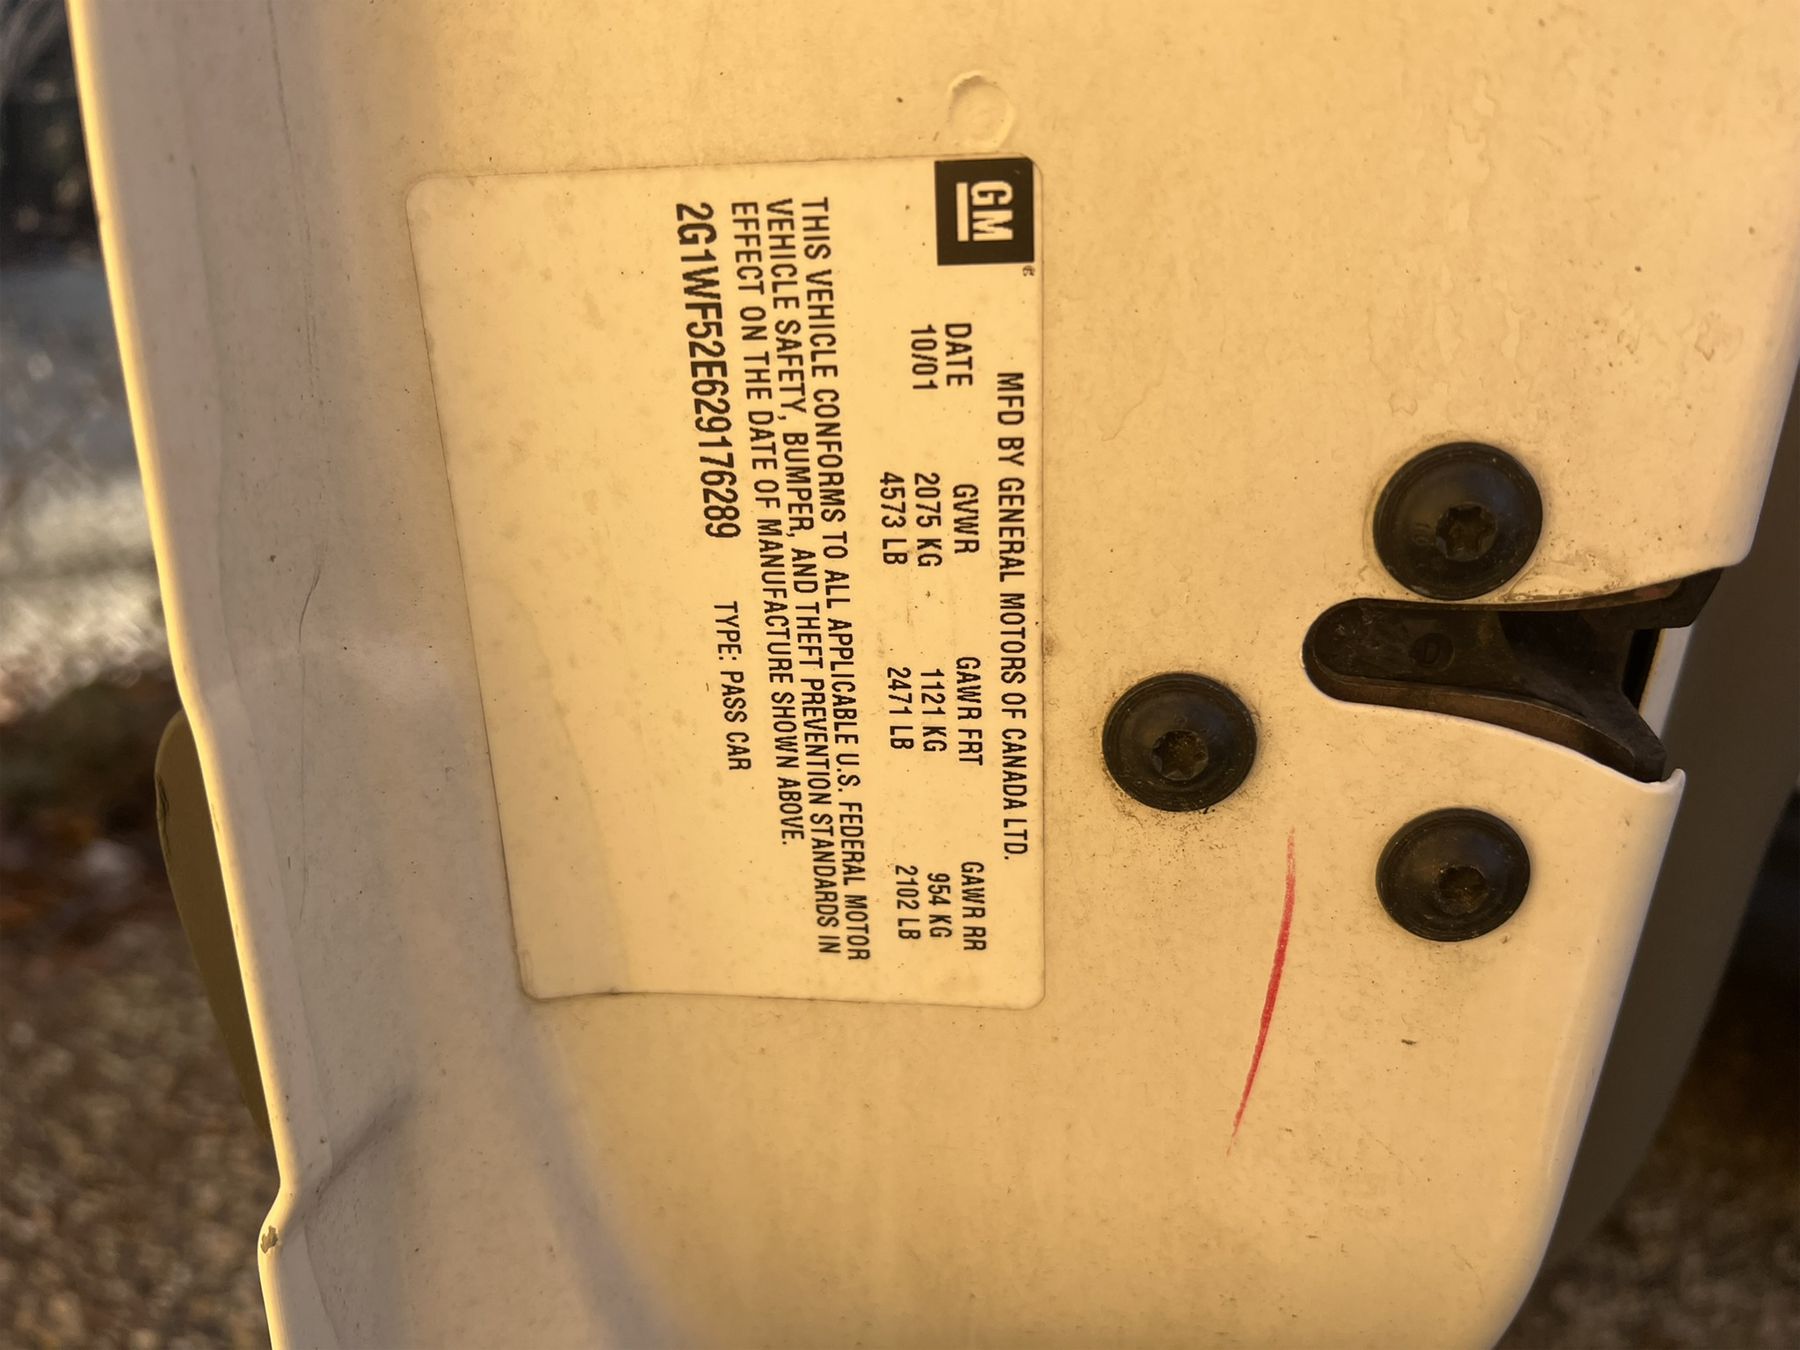 GM®
MFD BY GENERAL MOTORS OF CANADA LTD.
DATE GVWR GAWR FRT GAWR RR
10/01 2075 KG 1121 KG 954 KG
4573 LB 2471 LB 2102 LB
THIS VEHICLE CONFORMS TO ALL APPLICABLE U.S. FEDERAL MOTOR
VEHICLE SAFETY, BUMPER, AND THEFT PREVENTION STANDARDS IN
EFFECT ON THE DATE OF MANUFACTURE SHOWN ABOVE.
2G1WF52E629176289 TYPE: PASS CAR